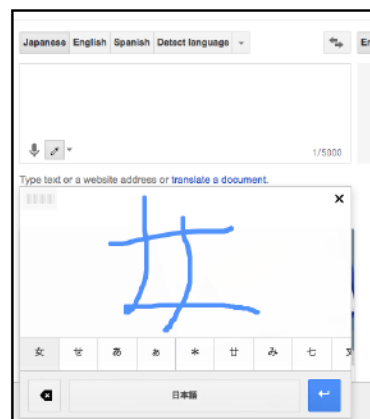 Japanese English Spanish Detect language
1/5000
Type text or a website address or translate a document.
女 せ あ ぁ * 廿 み 七
日本語